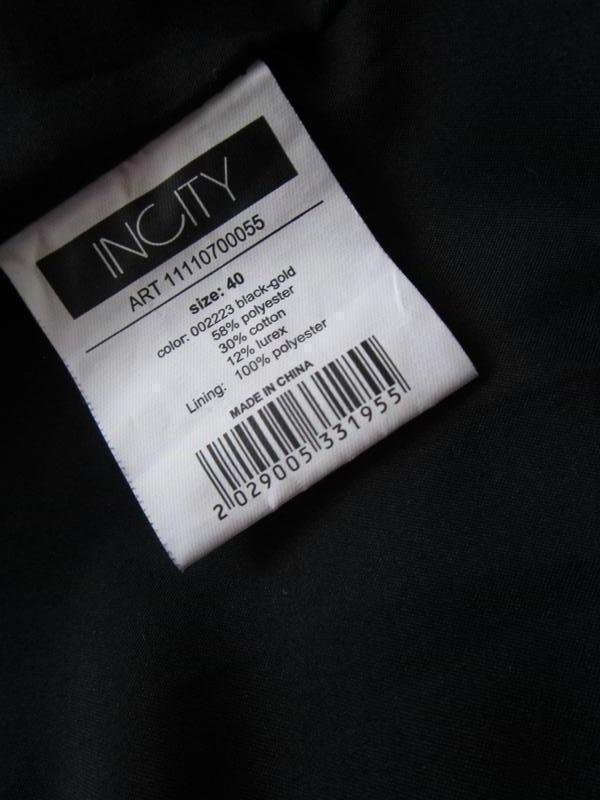 INCITY
ART 11110700055
size: 40
color: 002223 black-gold
58% polyester
30% cotton
12% lurex
Lining: 100% polyester
MADE IN CHINA
2 029005 331955